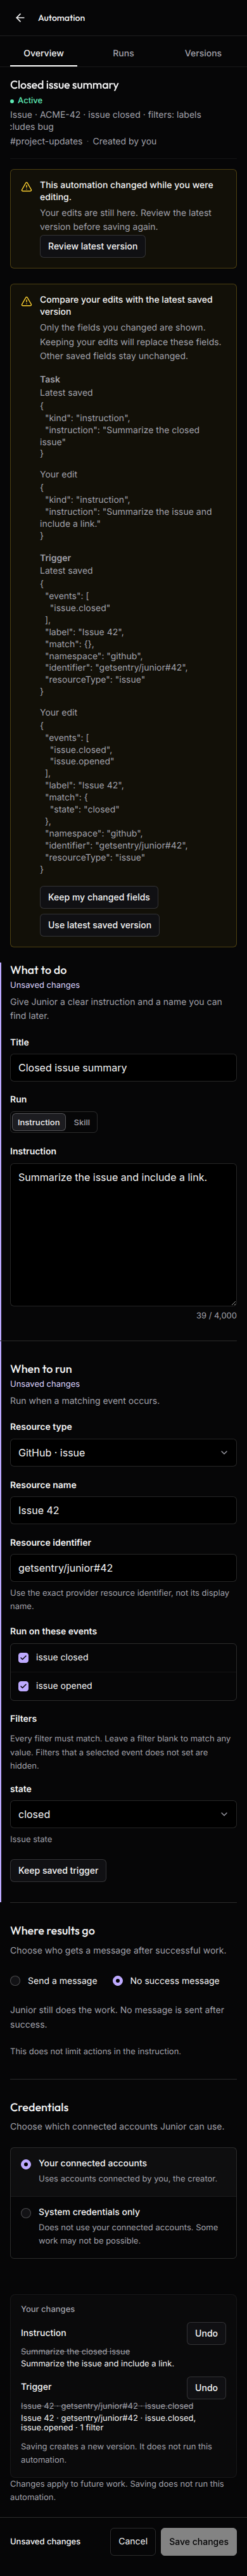 Automation
Overview
Runs
Versions
Closed issue summary
Active
Issue · ACME-42 · issue closed · filters: labels
:ludes bug
#project-updates · Created by you
This automation changed while you were
editing.
Your edits are still here. Review the latest
version before saving again.
Review latest version
Compare your edits with the latest saved
version
Only the fields you changed are shown.
Keeping your edits will replace these fields.
Other saved fields stay unchanged.
Task
Latest saved
{
"kind": "instruction",
"instruction": "Summarize the closed
issue"
}
Your edit
{
"kind": "instruction",
"instruction": "Summarize the issue and
include a link."
}
Trigger
Latest saved
{
"events": [
"issue.closed"
],
"label": "Issue 42",
"match": {},
"namespace": "github",
"identifier": "getsentry/junior#42",
"resourceType": "issue"
}
Your edit
{
"events": [
"issue.closed",
"issue.opened"
],
"label": "Issue 42",
"match": {
"state": "closed"
},
"namespace": "github",
"identifier": "getsentry/junior#42",
"resourceType": "issue"
}
Keep my changed fields
Use latest saved version
What to do
Unsaved changes
Give Junior a clear instruction and a name you can
find later.
Title
Closed issue summary
Run
Instruction
Skill
Instruction
Summarize the issue and include a link.
39 / 4,000
When to run
Unsaved changes
Run when a matching event occurs.
Resource type
GitHub · issue
Resource name
Issue 42
Resource identifier
getsentry/junior#42
Use the exact provider resource identifier, not its display
name.
Run on these events
issue closed
issue opened
Filters
Every filter must match. Leave a filter blank to match any
value. Filters that a selected event does not set are
hidden.
state
closed
Issue state
Keep saved trigger
Where results go
Choose who gets a message after successful work.
Send a message
No success message
Junior still does the work. No message is sent after
success.
This does not limit actions in the instruction.
Credentials
Choose which connected accounts Junior can use.
Your connected accounts
Uses accounts connected by you, the creator.
System credentials only
Does not use your connected accounts. Some
work may not be possible.
Your changes
Instruction
Undo
Summarize the closed issue
Summarize the issue and include a link.
Trigger
Undo
Issue 42 · getsentry/junior#42 · issue.closed
Issue 42 · getsentry/junior#42 · issue.closed,
issue.opened · 1 filter
Saving creates a new version. It does not run this
automation.
Changes apply to future work. Saving does not run this
automation.
Unsaved changes
Cancel
Save changes